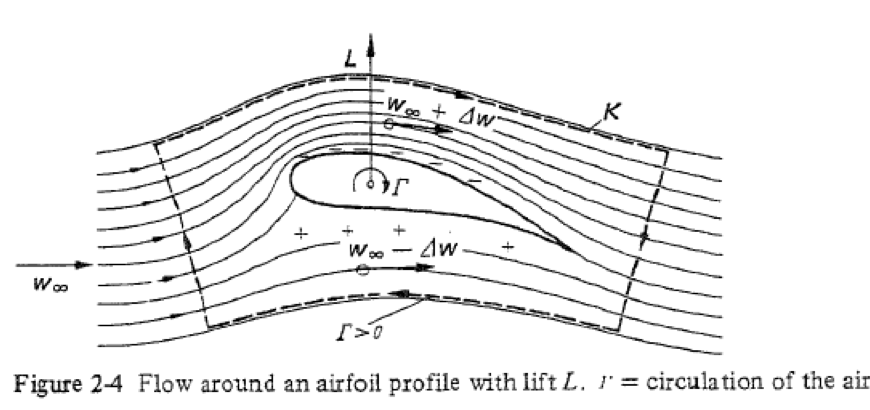 L
w∞ + Δw
K
Γ
w∞ − Δw
w∞
Γ>0
Figure 2-4 Flow around an airfoil profile with lift L. Γ = circulation of the air